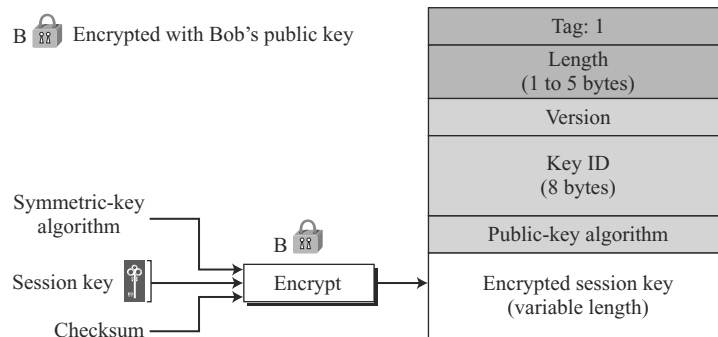 B Encrypted with Bob's public key
Tag: 1
Length
(1 to 5 bytes)
Version
Key ID
(8 bytes)
Public-key algorithm
Encrypted session key
(variable length)
Symmetric-key
algorithm
Session key
Checksum
B
Encrypt